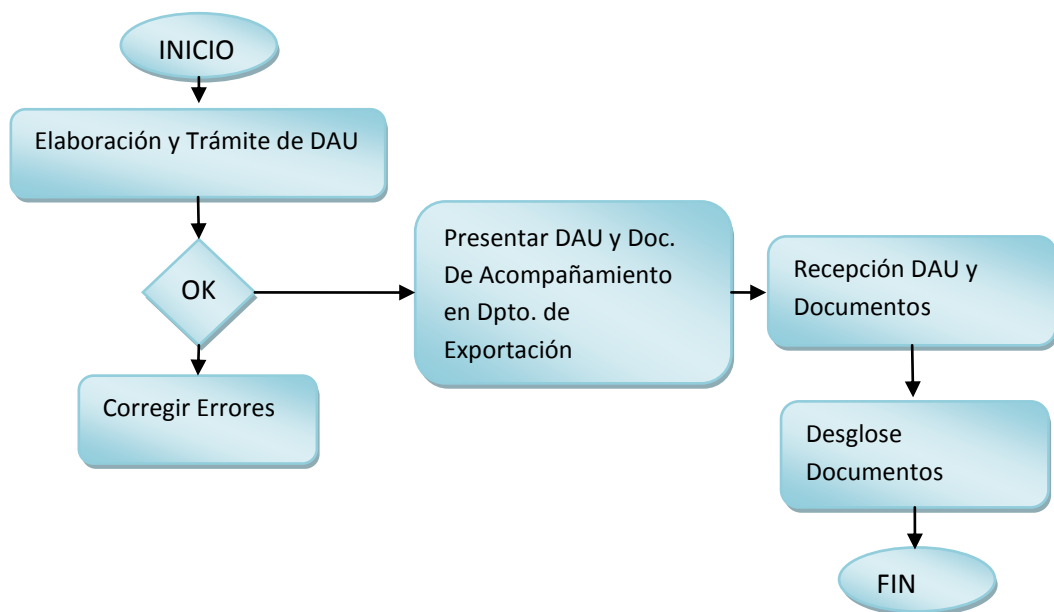 INICIO
Elaboración y Trámite de DAU
OK
Corregir Errores
Presentar DAU y Doc.
De Acompañamiento
en Dpto. de
Exportación
Recepción DAU y
Documentos
Desglose
Documentos
FIN